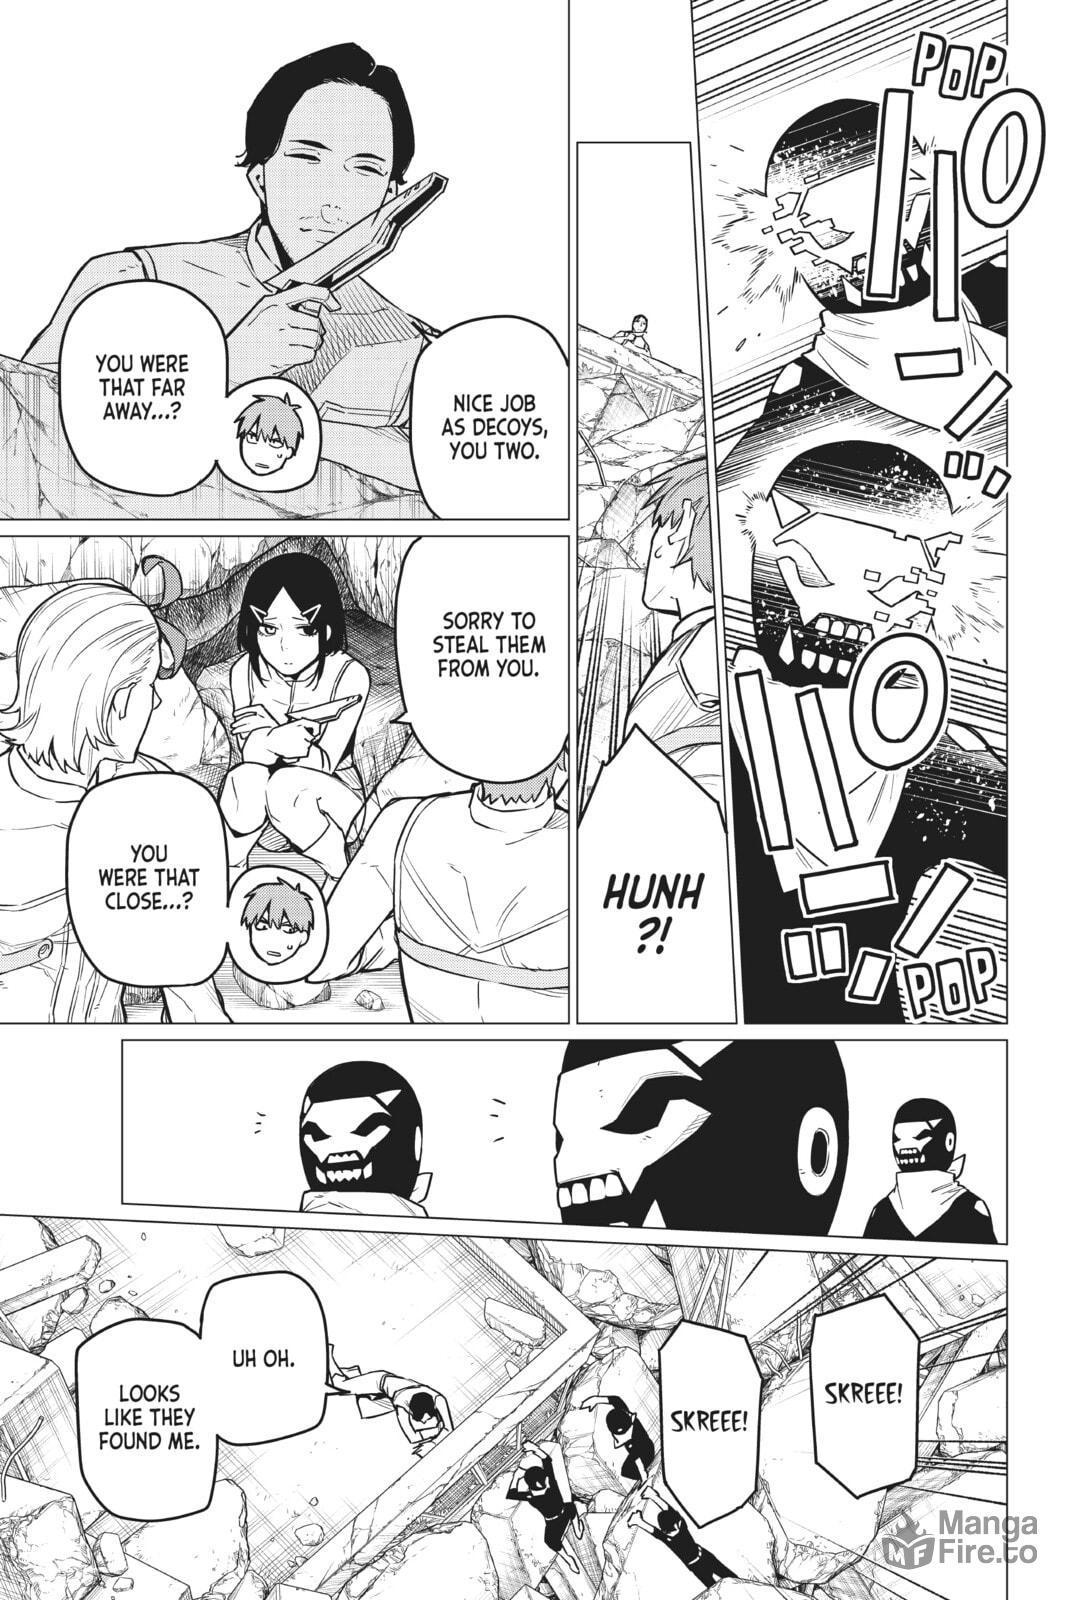 POP
POP
HUNH
?!
NICE JOB
AS DECOYS,
YOU TWO.
YOU WERE
THAT FAR
AWAY...?
SORRY TO
STEAL THEM
FROM YOU.
YOU
WERE THAT
CLOSE...?
SKREEE!
SKREEE!
UH OH.
LOOKS
LIKE THEY
FOUND ME.
Manga
Fire.co
MF